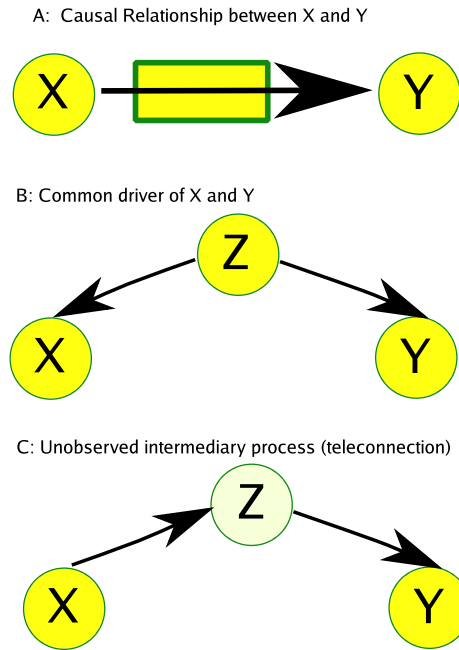 A:  Causal Relationship between X and Y
X
Y
B: Common driver of X and Y
Z
X
Y
C: Unobserved intermediary process (teleconnection)
Z
X
Y